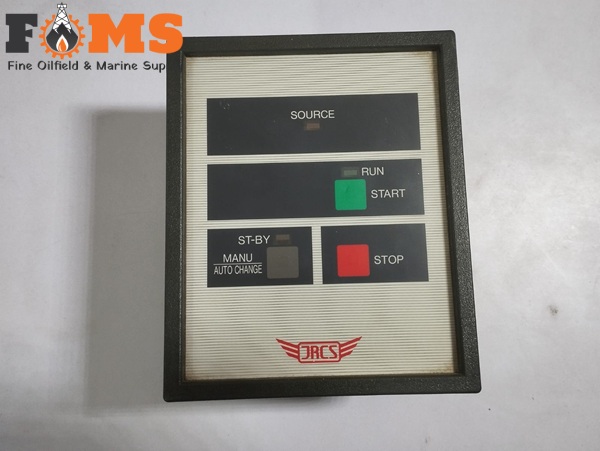 FOMS
Fine Oilfield & Marine Sup
SOURCE
RUN
START
ST-BY
MANU
AUTO CHANGE
STOP
JRCS